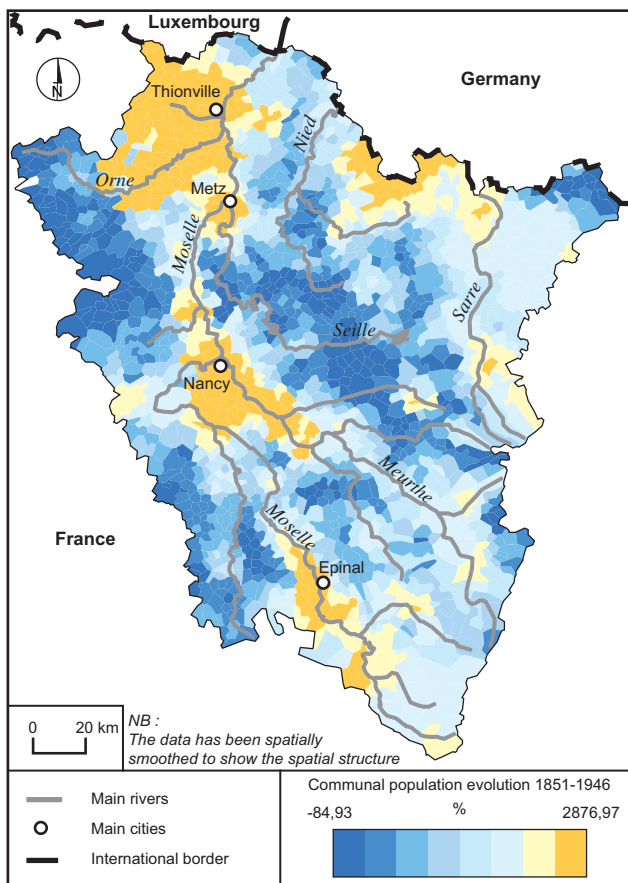 Luxembourg
Germany
N
Thionville
Nied
Orne
Metz
Moselle
Sarre
Seille
Nancy
Meurthe
Moselle
France
Epinal
0 20 km
NB :
The data has been spatially
smoothed to show the spatial structure
Main rivers
Main cities
International border
Communal population evolution 1851-1946
-84,93 % 2876,97